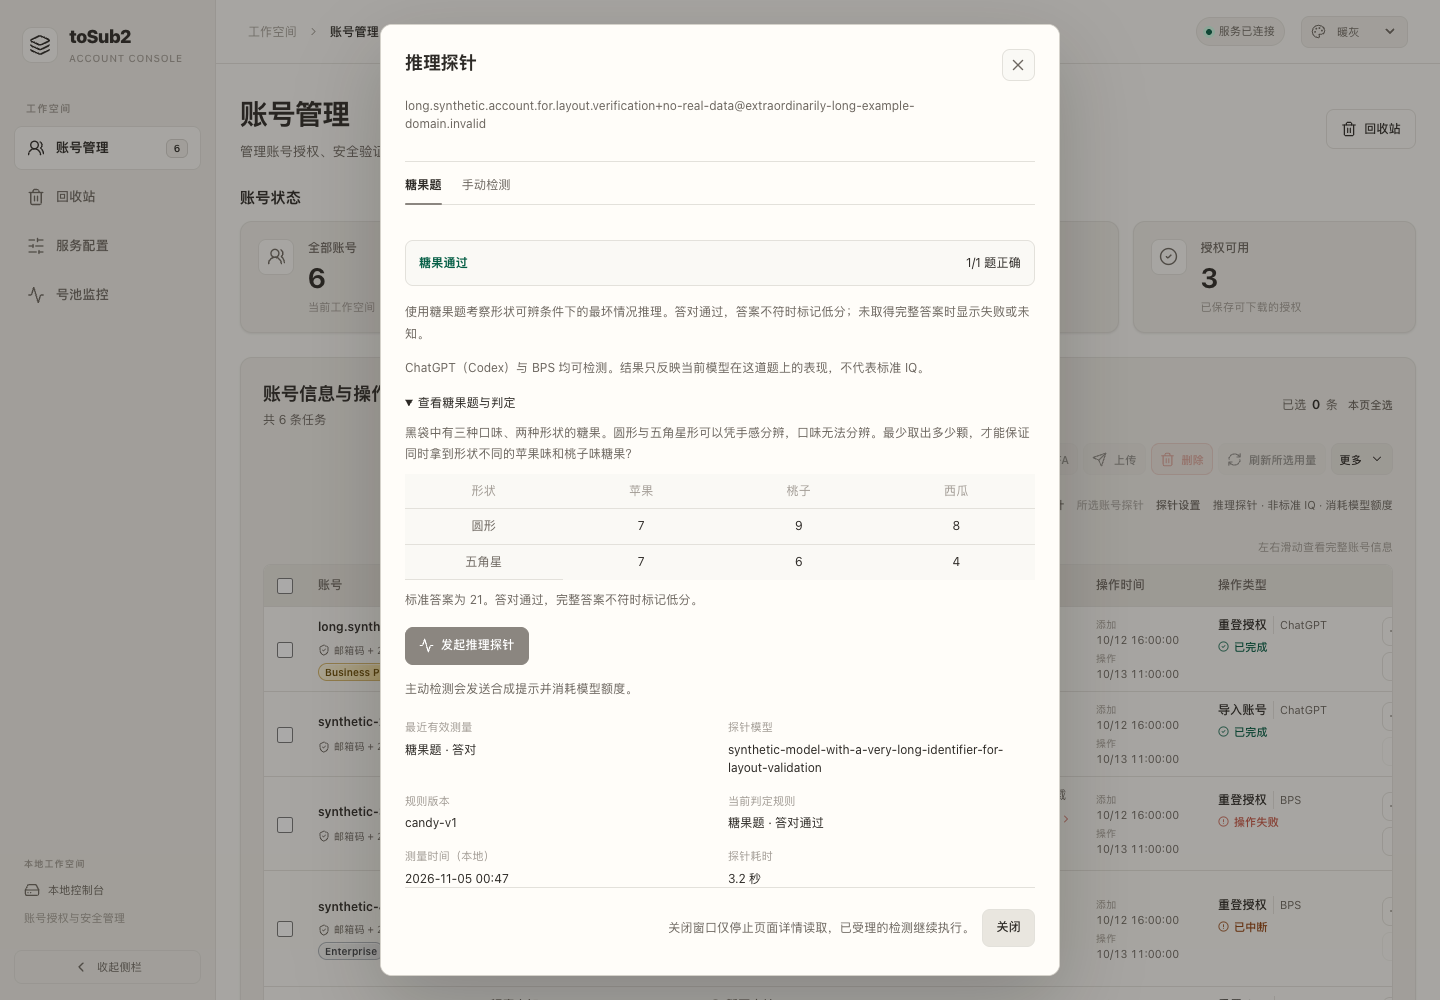 toSub2
ACCOUNT CONSOLE
工作空间
账号管理
6
回收站
服务配置
号池监控
本地工作空间
本地控制台
账号授权与安全管理
收起侧栏
工作空间
账号管理
服务已连接
暖灰
账号管理
管理账号授权、安全验证
回收站
账号状态
全部账号
6
当前工作空间
授权可用
3
已保存可下载的授权
账号信息与操作
共 6 条任务
已选 0 条 本页全选
上传
删除
刷新所选用量
更多
所选账号探针 探针设置 推理探针 · 非标准 IQ · 消耗模型额度
左右滑动查看完整账号信息
账号
操作时间
操作类型
long.synth
邮箱码 + 2
Business P
添加
10/12 16:00:00
操作
10/13 11:00:00
重登授权 ChatGPT
已完成
synthetic-
邮箱码 + 2
添加
10/12 16:00:00
操作
10/13 11:00:00
导入账号 ChatGPT
已完成
synthetic-
邮箱码 + 2
添加
10/12 16:00:00
操作
10/13 11:00:00
重登授权 BPS
操作失败
synthetic-
邮箱码 + 2
Enterprise
添加
10/12 16:00:00
操作
10/13 11:00:00
重登授权 BPS
已中断
推理探针
long.synthetic.account.for.layout.verification+no-real-data@extraordinarily-long-example-
domain.invalid
糖果题
手动检测
糖果通过
1/1 题正确
使用糖果题考察形状可辨条件下的最坏情况推理。答对通过，答案不符时标记低分；未取得完整答案时显示失败或未
知。
ChatGPT（Codex）与 BPS 均可检测。结果只反映当前模型在这道题上的表现，不代表标准 IQ。
▼ 查看糖果题与判定
黑袋中有三种口味、两种形状的糖果。圆形与五角星形可以凭手感分辨，口味无法分辨。最少取出多少颗，才能保证
同时拿到形状不同的苹果味和桃子味糖果？
形状 苹果 桃子 西瓜
圆形 7 9 8
五角星 7 6 4
标准答案为 21。答对通过，完整答案不符时标记低分。
发起推理探针
主动检测会发送合成提示并消耗模型额度。
最近有效测量
糖果题 · 答对
探针模型
synthetic-model-with-a-very-long-identifier-for-
layout-validation
规则版本
candy-v1
当前判定规则
糖果题 · 答对通过
测量时间（本地）
2026-11-05 00:47
探针耗时
3.2 秒
关闭窗口仅停止页面详情读取，已受理的检测继续执行。
关闭